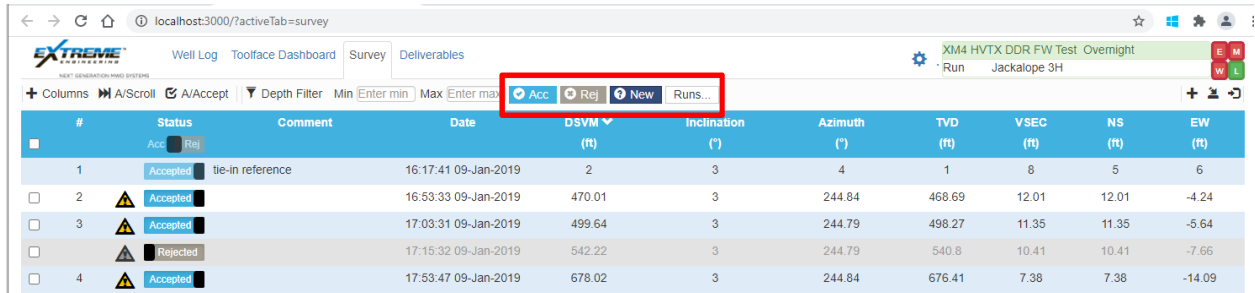 localhost:3000/?activeTab=survey
EXTREME ENGINEERING
NEXT GENERATION MWD SYSTEMS
Well Log Toolface Dashboard Survey Deliverables
XM4 HVTX DDR FW Test Overnight
. Run Jackalope 3H
E M
W L
Columns A/Scroll A/Accept Depth Filter Min Enter min Max Enter max Acc Rej New Runs...
# Status Comment Date DSVM Inclination Azimuth TVD VSEC NS EW
Acc Rej (ft) (°) (°) (ft) (ft) (ft) (ft)
1 Accepted tie-in reference 16:17:41 09-Jan-2019 2 3 4 1 8 5 6
2 Accepted 16:53:33 09-Jan-2019 470.01 3 244.84 468.69 12.01 12.01 -4.24
3 Accepted 17:03:31 09-Jan-2019 499.64 3 244.79 498.27 11.35 11.35 -5.64
Rejected 17:15:32 09-Jan-2019 542.22 3 244.79 540.8 10.41 10.41 -7.66
4 Accepted 17:53:47 09-Jan-2019 678.02 3 244.84 676.41 7.38 7.38 -14.09